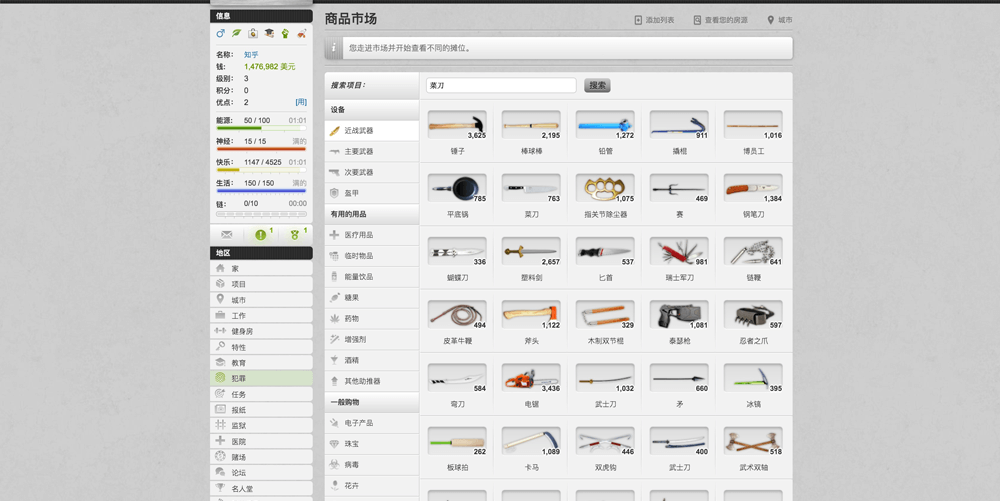 信息
名称： 知乎
钱： 1,476,982 美元
级别： 3
积分： 0
优点： 2 [用]
能源： 50 / 100 01:01
神经： 15 / 15 满的
快乐： 1147 / 4525 01:01
生活： 150 / 150 满的
链： 0/10 00:00
1 1
地区
家
项目
城市
工作
健身房
特性
教育
犯罪
任务
报纸
监狱
医院
赌场
论坛
名人堂
商品市场
添加列表 查看您的房源 城市
您走进市场并开始查看不同的摊位。
搜索项目：
菜刀 搜索
设备
近战武器
主要武器
次要武器
盔甲
有用的用品
医疗用品
临时物品
能量饮品
糖果
药物
增强剂
酒精
其他助推器
一般购物
电子产品
珠宝
病毒
花卉
3,625 2,195 1,272 911 1,016
锤子 棒球棒 铅管 撬棍 博员工
785 763 1,075 469 1,384
平底锅 菜刀 指关节除尘器 赛 钢笔刀
336 2,657 537 981 641
蝴蝶刀 塑料剑 匕首 瑞士军刀 链鞭
494 1,122 329 1,081 597
皮革牛鞭 斧头 木制双节棍 泰瑟枪 忍者之爪
584 3,436 1,032 660 395
弯刀 电锯 武士刀 矛 冰镐
262 1,089 446 400 518
板球拍 卡马 双虎钩 武士刀 武术双轴